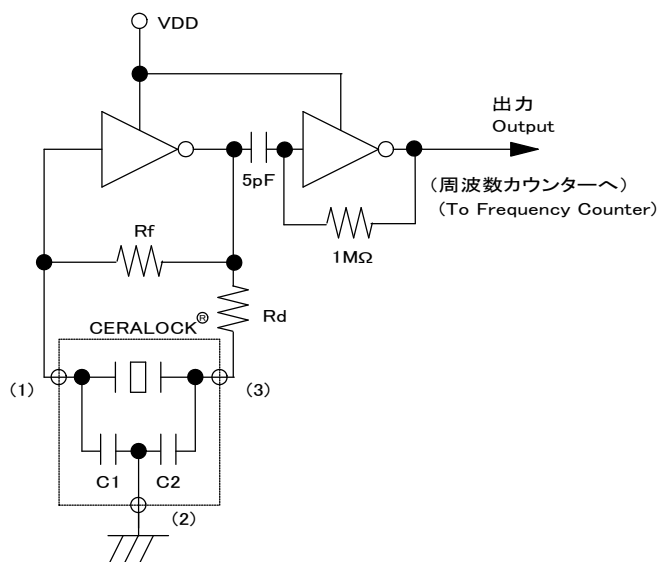 VDD
出力
Output
5pF
(周波数カウンターへ)
(To Frequency Counter)
Rf
1MΩ
Rd
CERALOCK®
(1)
(3)
C1
C2
(2)